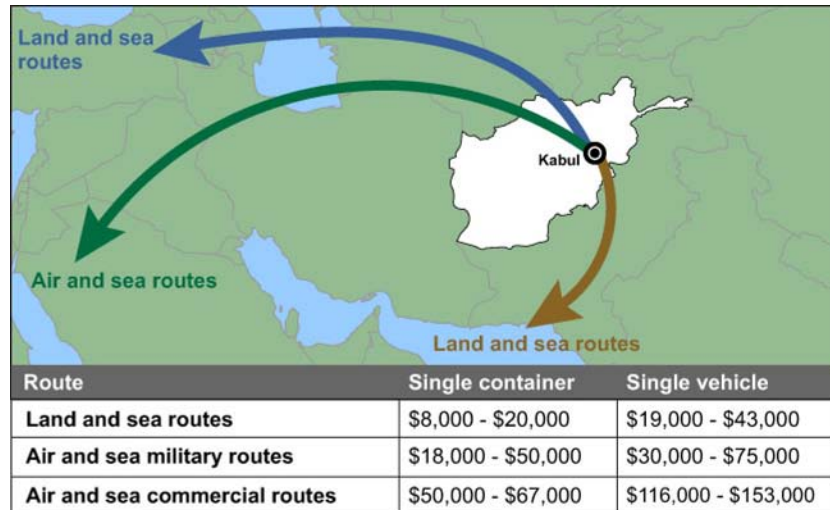 Land and sea
routes
Kabul
Air and sea routes
Land and sea routes
Route Single container Single vehicle
Land and sea routes $8,000 - $20,000 $19,000 - $43,000
Air and sea military routes $18,000 - $50,000 $30,000 - $75,000
Air and sea commercial routes $50,000 - $67,000 $116,000 - $153,000